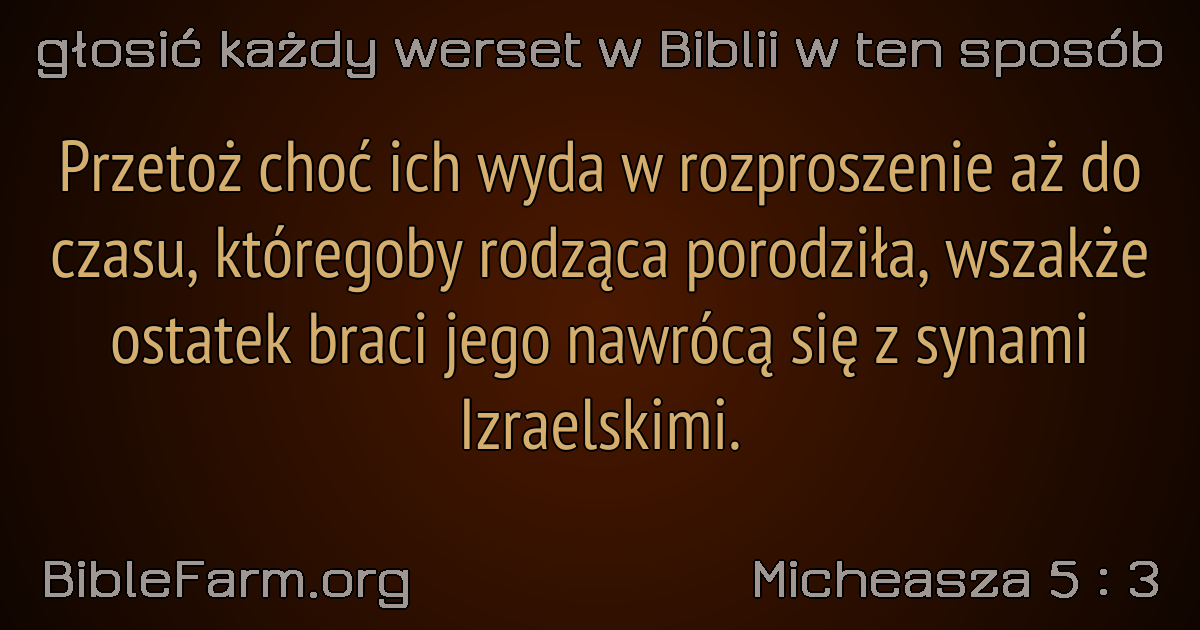 głosić każdy werset w Biblii w ten sposób
Przetoż choć ich wyda w rozproszenie aż do
czasu, któregoby rodząca porodziła, wszakże
ostatek braci jego nawrócą się z synami
Izraelskimi.
BibleFarm.org
Micheasza 5 : 3